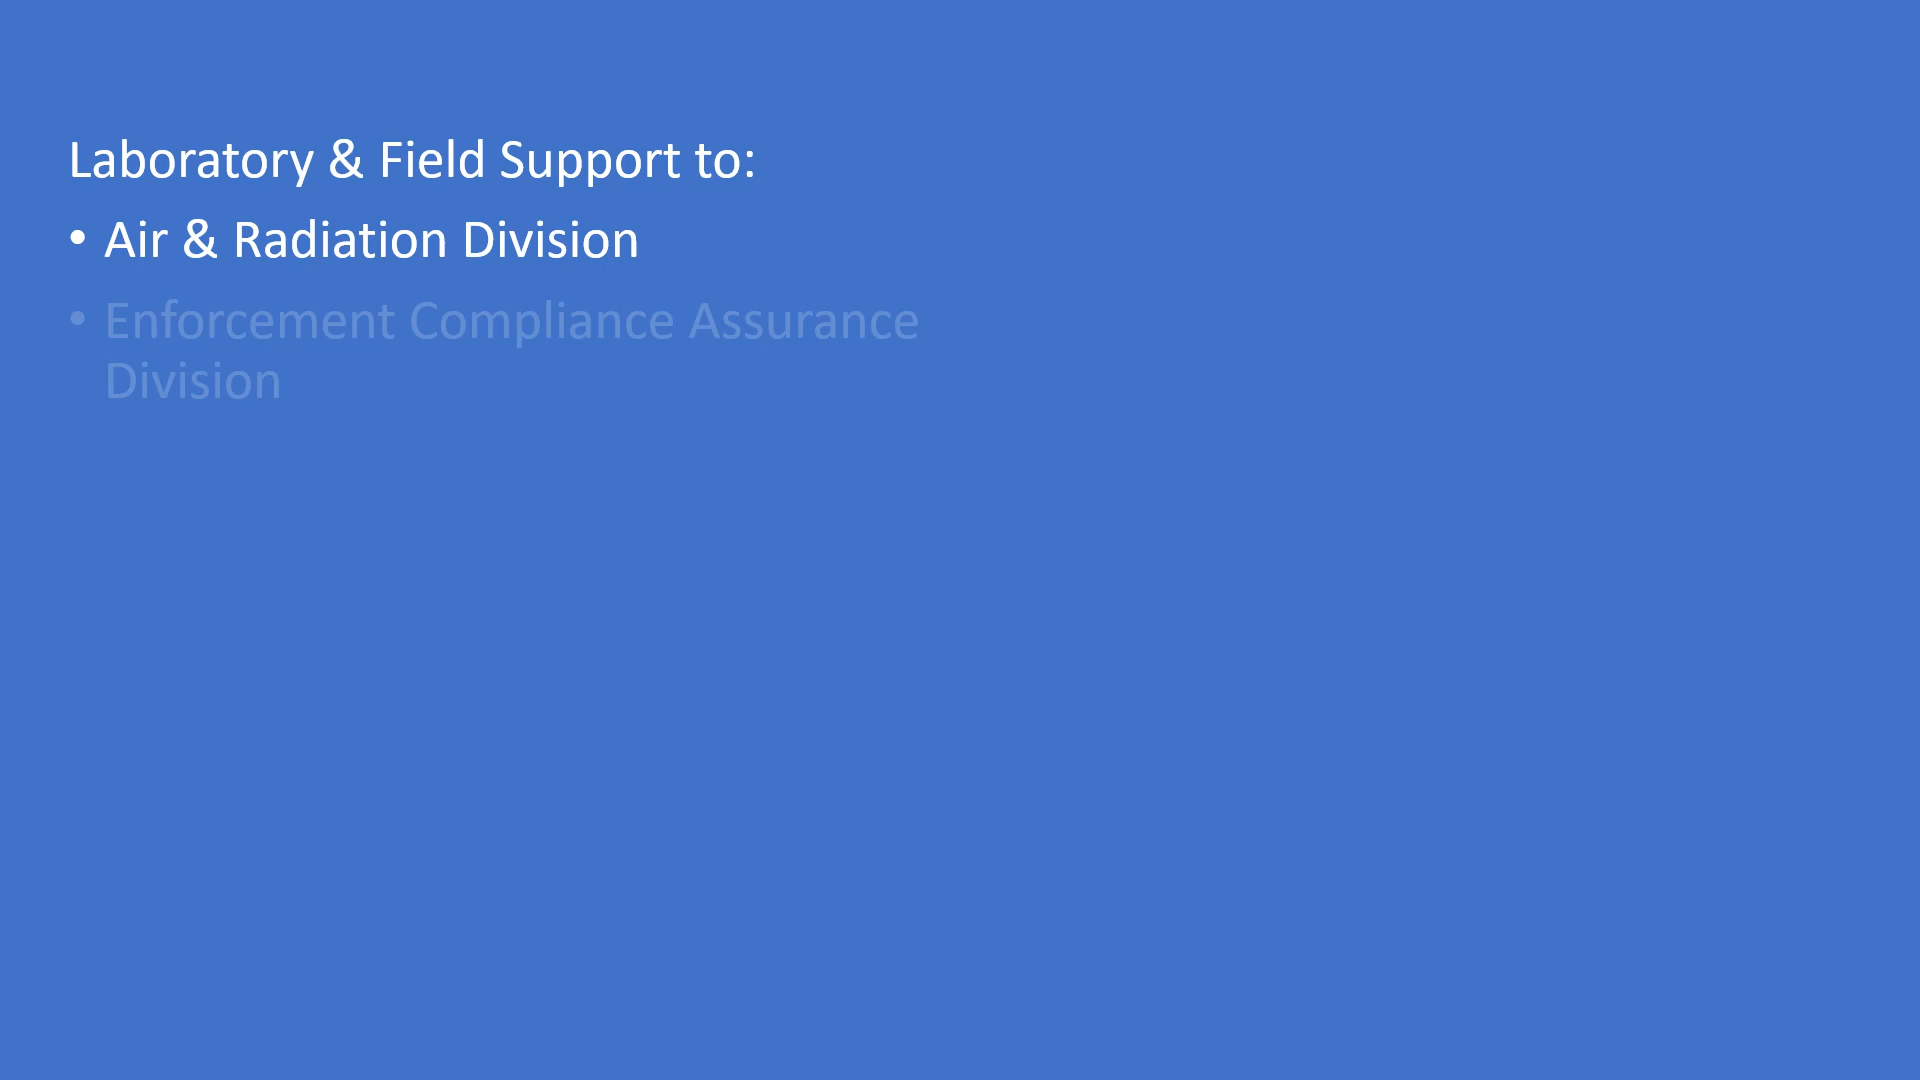 Laboratory & Field Support to:
• Air & Radiation Division
• Enforcement Compliance Assurance
Division